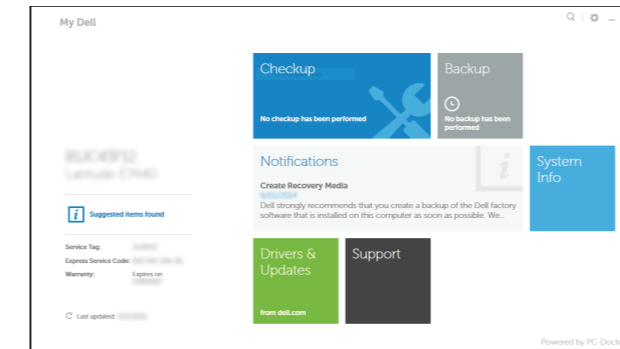 My Dell
Checkup
No checkup has been performed
Backup
No backup has been
performed
Suggested items found
Service Tag:
Express Service Code:
Warranty: Expires on
Last updated:
Notifications
Create Recovery Media
Dell strongly recommends that you create a backup of the Dell factory
software that is installed on this computer as soon as possible. We...
System
Info
Drivers &
Updates
from dell.com
Support
Powered by PC-Docto